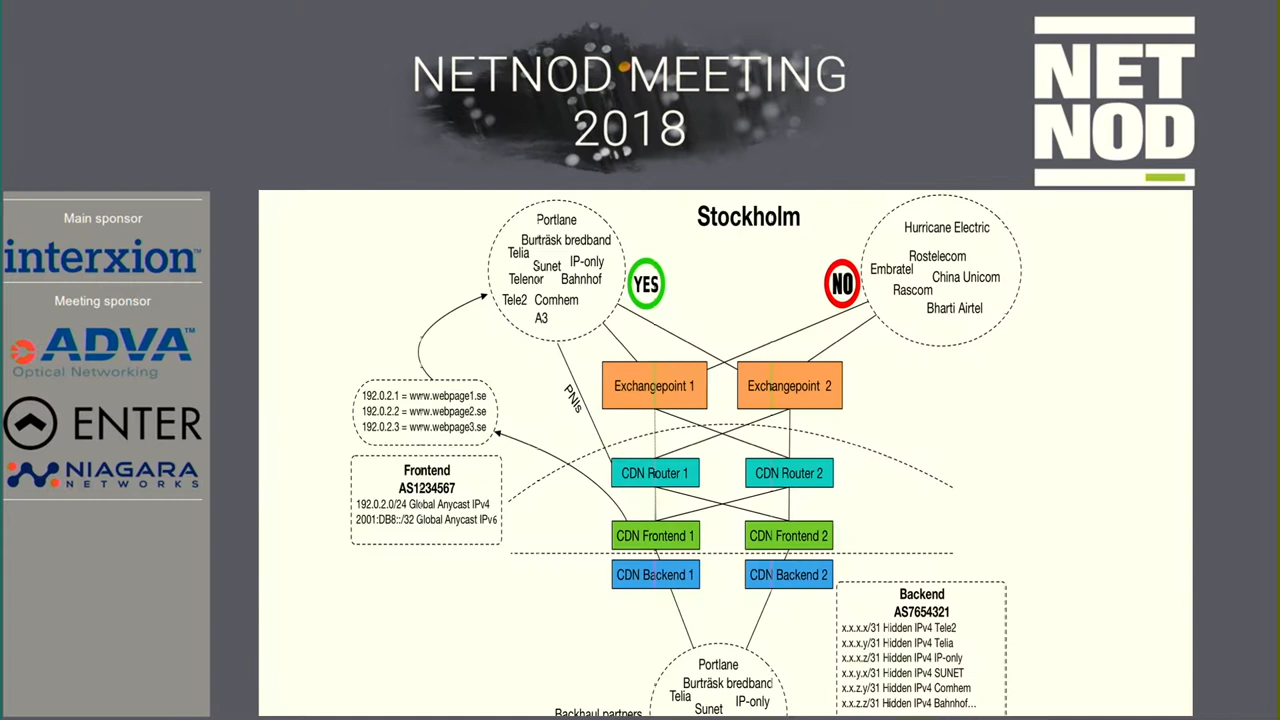 NETNOD MEETING
2018
NET
NOD
Main sponsor
interxion™
Meeting sponsor
ADVA™
Optical Networking
ENTER
NIAGARA
NETWORKS
Stockholm
Portlane
Burträsk bredband
Telia
Sunet
IP-only
Telenor
Bahnhof
Tele2
Comhem
A3
YES
NO
Hurricane Electric
Rostelecom
Embratel
China Unicom
Rascom
Bharti Airtel
PNIs
Exchangepoint 1
Exchangepoint 2
192.0.2.1 = www.webpage1.se
192.0.2.2 = www.webpage2.se
192.0.2.3 = www.webpage3.se
Frontend
AS1234567
192.0.2.0/24 Global Anycast IPv4
2001:DB8::/32 Global Anycast IPv6
CDN Router 1
CDN Router 2
CDN Frontend 1
CDN Frontend 2
CDN Backend 1
CDN Backend 2
Backend
AS7654321
x.x.x.x/31 Hidden IPv4 Tele2
x.x.x.y/31 Hidden IPv4 Telia
x.x.x.z/31 Hidden IPv4 IP-only
x.x.y.x/31 Hidden IPv4 SUNET
x.x.z.y/31 Hidden IPv4 Comhem
x.x.z.z/31 Hidden IPv4 Bahnhof...
Portlane
Burträsk bredband
Telia
IP-only
Sunet
Backhaul partners